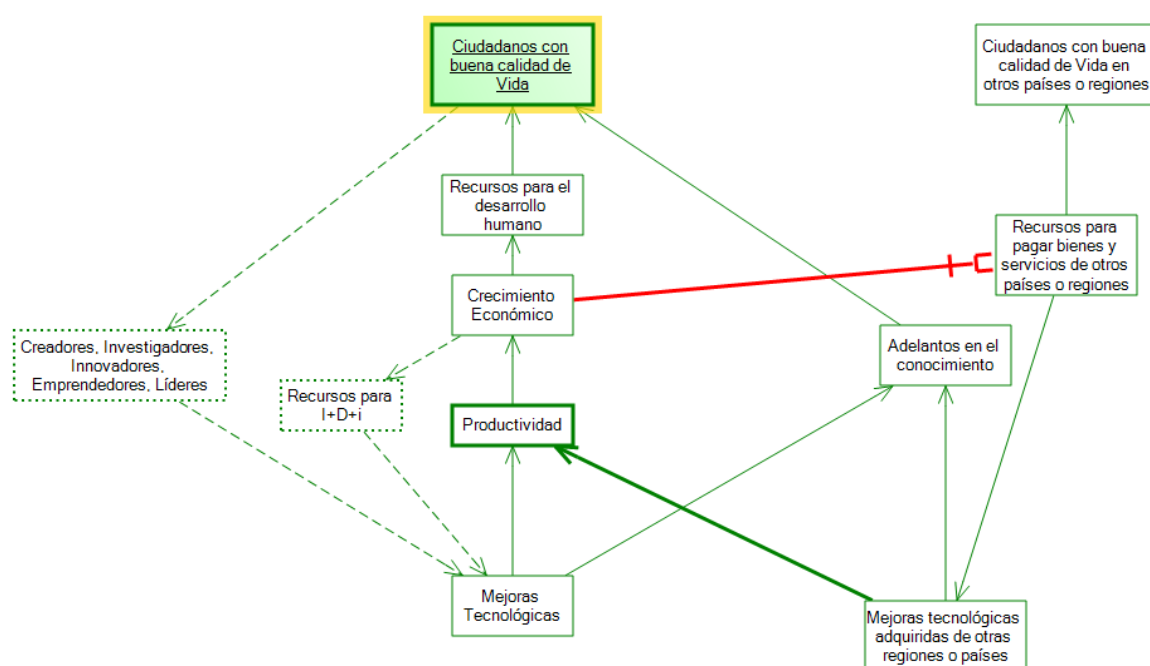 Ciudadanos con
buena calidad de
Vida
Ciudadanos con buena
calidad de Vida en
otros países o regiones
Recursos para el
desarrollo
humano
Recursos para
pagar bienes y
servicios de otros
países o regiones
Crecimiento
Económico
Creadores, Investigadores,
Innovadores,
Emprendedores, Líderes
Adelantos en el
conocimiento
Recursos para
I+D+i
Productividad
Mejoras
Tecnológicas
Mejoras tecnológicas
adquiridas de otras
regiones o países